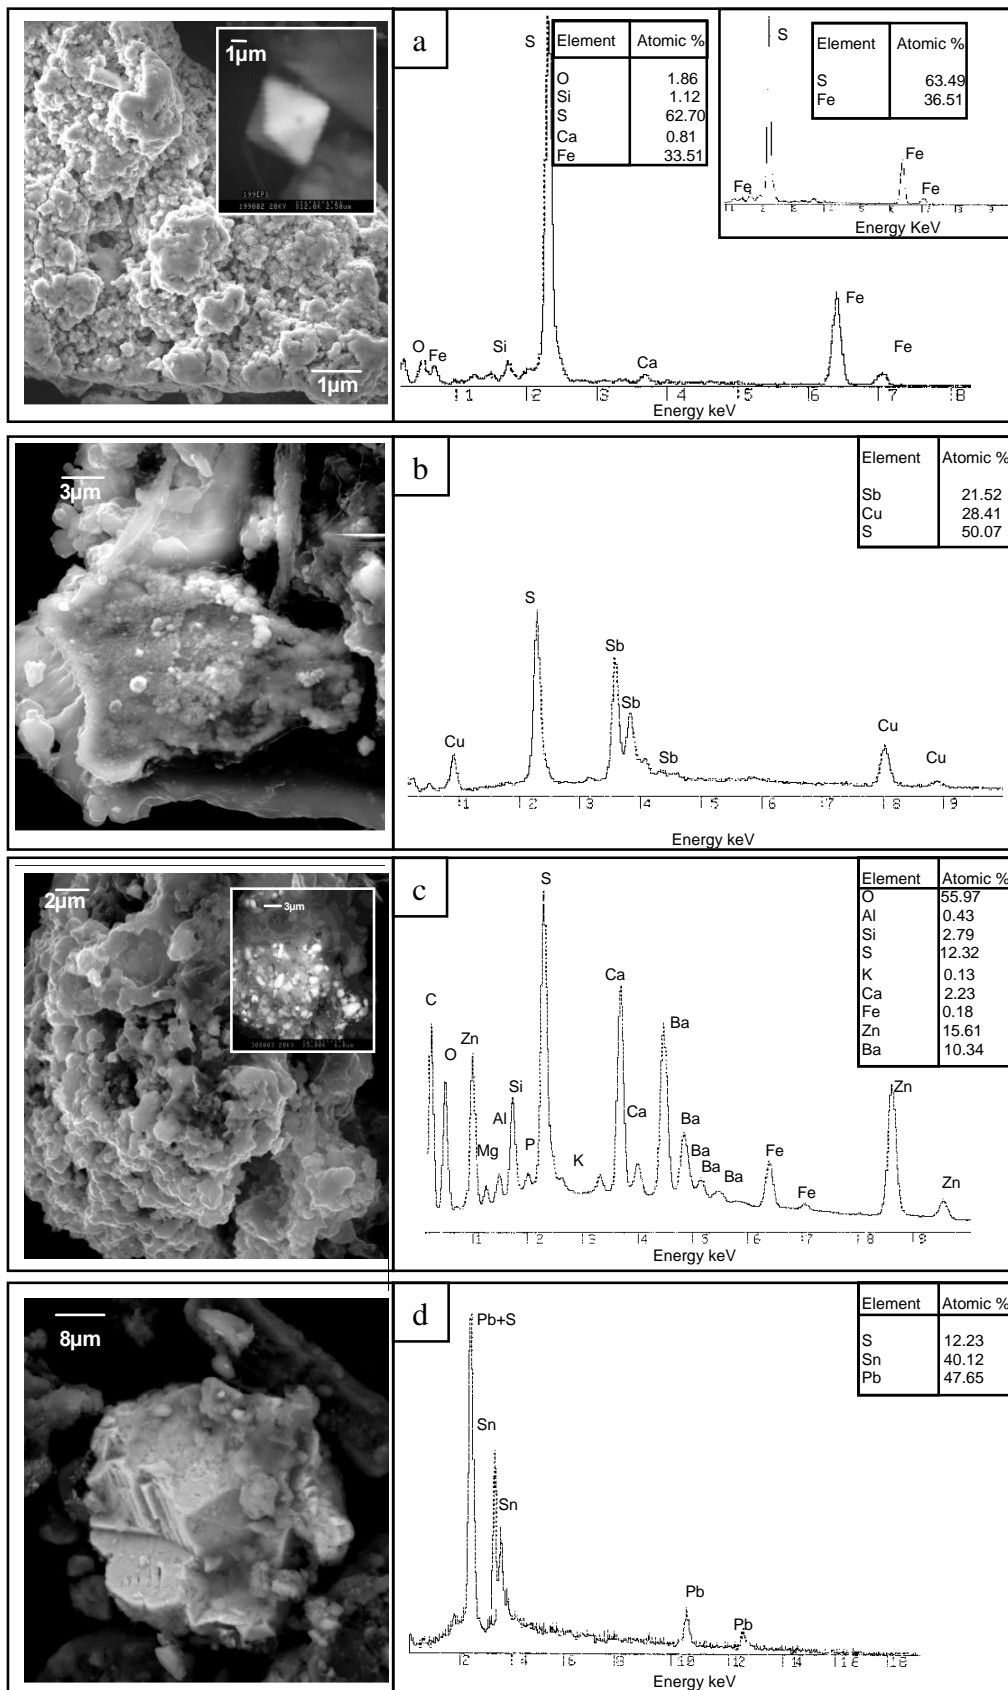 1µm
199EPS
199002 20KV X12.0K 2.50um
1µm
a
S
Element Atomic %
O 1.86
Si 1.12
S 62.70
Ca 0.81
Fe 33.51
S
Element Atomic %
S 63.49
Fe 36.51
Fe
Fe
Fe
Energy KeV
O
Fe
Si
Ca
Fe
Fe
1 2 3 4 5 6 7 8
Energy keV
3µm
b
Element Atomic %
Sb 21.52
Cu 28.41
S 50.07
S
Sb
Sb
Sb
Cu
Cu
Cu
1 2 3 4 5 6 7 8 9
Energy keV
2µm
3µm
c
Element Atomic %
O 55.97
Al 0.43
Si 2.79
S 12.32
K 0.13
Ca 2.23
Fe 0.18
Zn 15.61
Ba 10.34
S
C
O
Zn
Mg
Al
Si
P
K
Ca
Ca
Ba
Ba
Ba
Ba
Ba
Fe
Fe
Zn
Zn
1 2 3 4 5 6 7 8 9
Energy keV
8µm
d
Element Atomic %
S 12.23
Sn 40.12
Pb 47.65
Pb+S
Sn
Sn
Pb
Pb
2 4 6 8 10 12 14 16 18
Energy keV